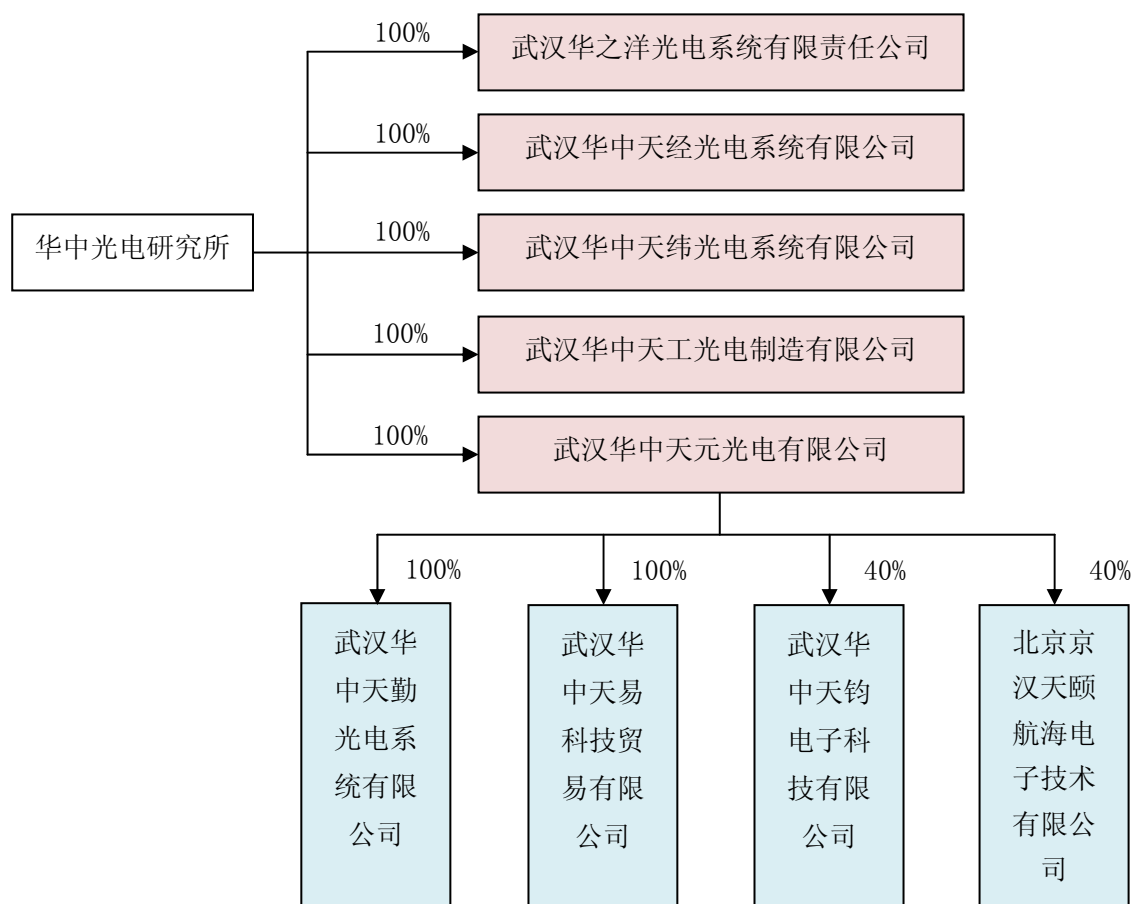 100%
武汉华之洋光电系统有限责任公司
100%
武汉华中天经光电系统有限公司
华中光电研究所
100%
武汉华中天纬光电系统有限公司
100%
武汉华中天工光电制造有限公司
100%
武汉华中天元光电有限公司
100%
100%
40%
40%
武汉华
中天勤
光电系
统有限
公司
武汉华
中天易
科技贸
易有限
公司
武汉华
中天钧
电子科
技有限
公司
北京京
汉天颐
航海电
子技术
有限公
司